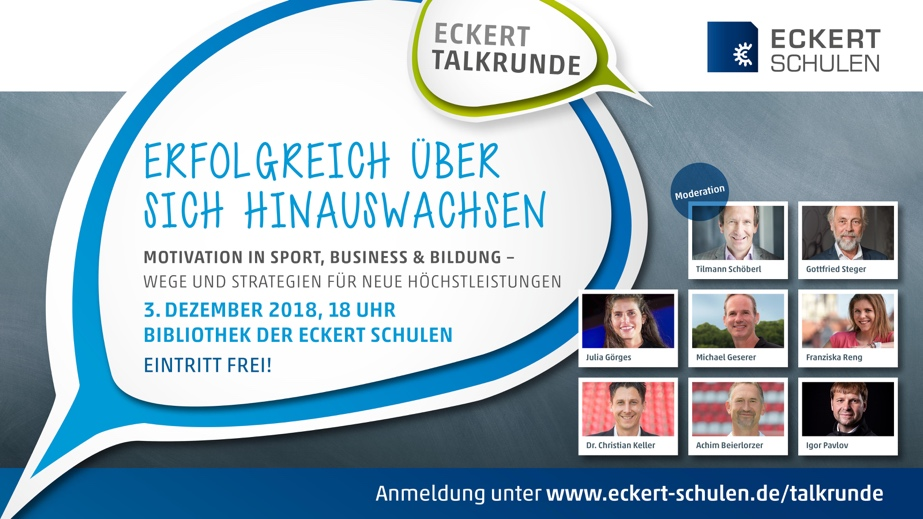 ECKERT
TALKRUNDE
ECKERT
SCHULEN
ERFOLGREICH ÜBER
SICH HINAUSWACHSEN
MOTIVATION IN SPORT, BUSINESS & BILDUNG –
WEGE UND STRATEGIEN FÜR NEUE HÖCHSTLEISTUNGEN
3. DEZEMBER 2018, 18 UHR
BIBLIOTHEK DER ECKERT SCHULEN
EINTRITT FREI!
Moderation
Tilmann Schöberl
Gottfried Steger
Julia Görges
Michael Geserer
Franziska Reng
Dr. Christian Keller
Achim Beierlorzer
Igor Pavlov
Anmeldung unter www.eckert-schulen.de/talkrunde